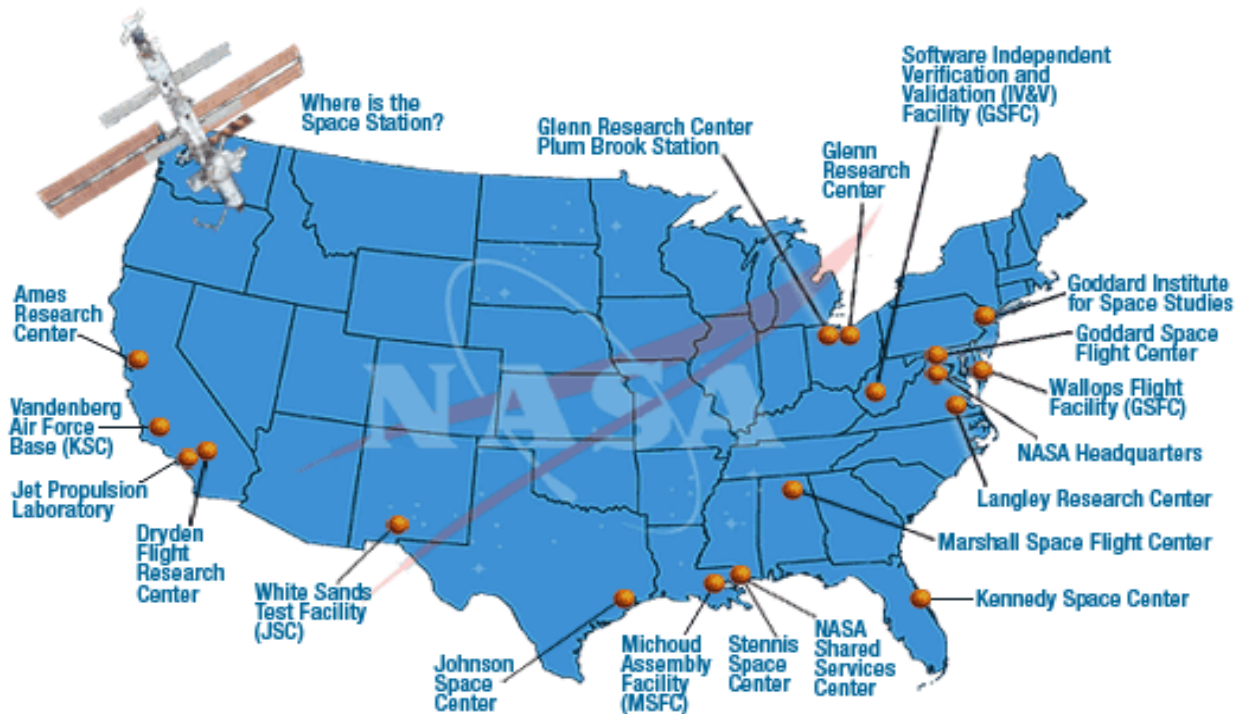 Where is the
Space Station?
Software Independent
Verification and
Validation (IV&V)
Facility (GSFC)
Glenn Research Center
Plum Brook Station
Glenn
Research
Center
Ames
Research
Center
Goddard Institute
for Space Studies
Goddard Space
Flight Center
Wallops Flight
Facility (GSFC)
Vandenberg
Air Force
Base (KSC)
NASA
NASA Headquarters
Jet Propulsion
Laboratory
Langley Research Center
Dryden
Flight
Research
Center
Marshall Space Flight Center
White Sands
Test Facility
(JSC)
Kennedy Space Center
Johnson
Space
Center
Michoud
Assembly
Facility
(MSFC)
Stennis
Space
Center
NASA
Shared
Services
Center